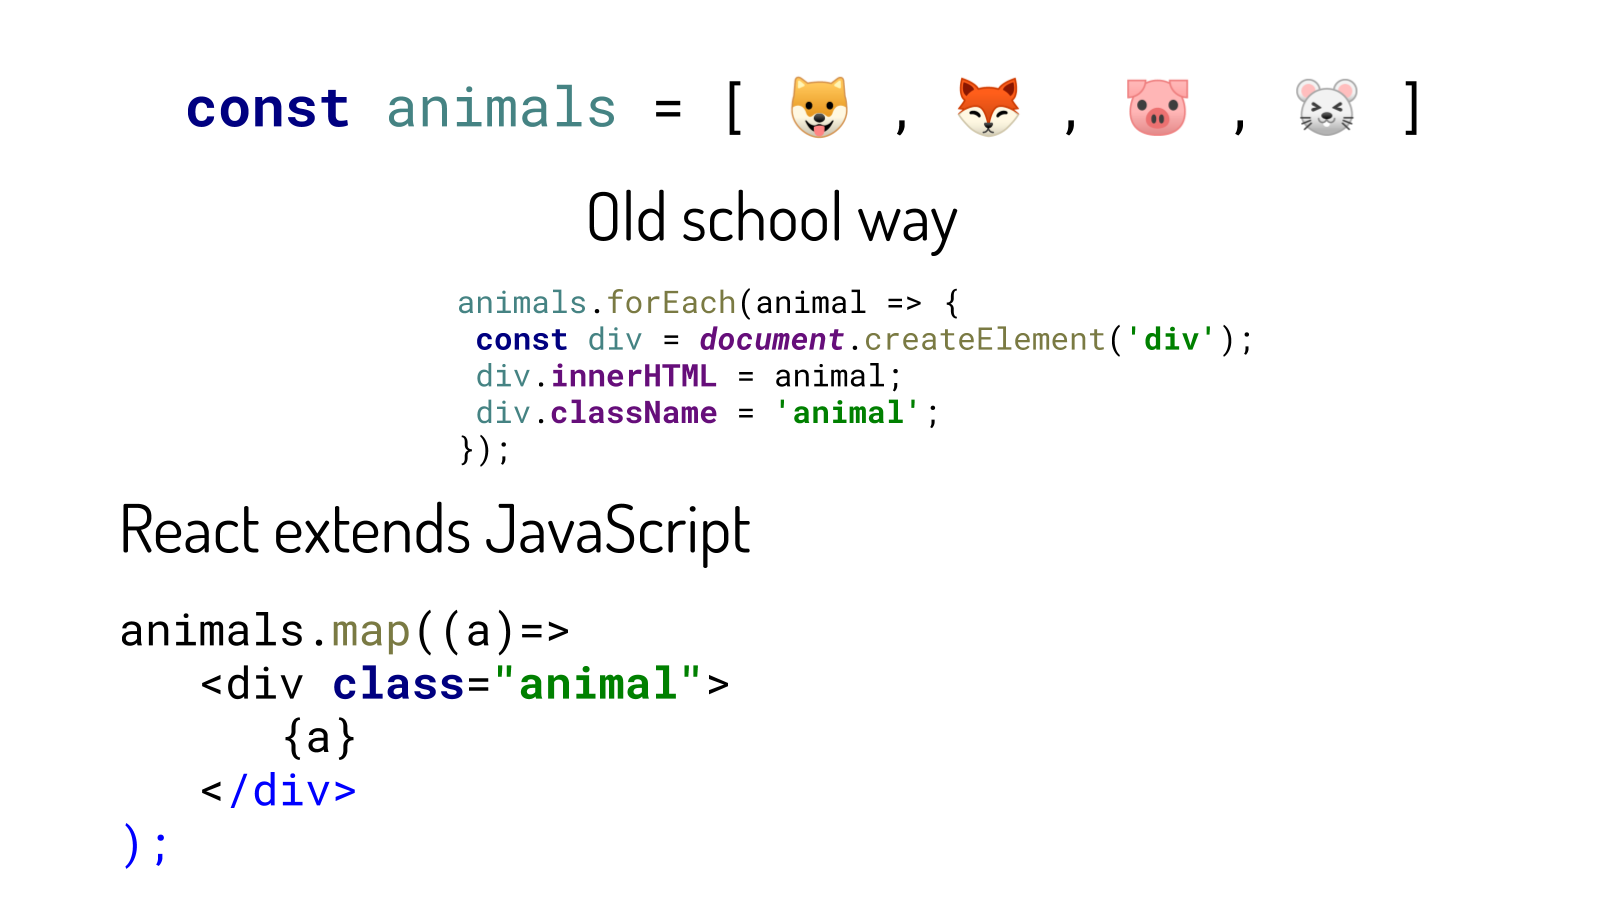 const animals = [ 🐶 , 🦊 , 🐷 , 🐭 ]
Old school way
animals.forEach(animal => {
 const div = document.createElement('div');
 div.innerHTML = animal;
 div.className = 'animal';
});
React extends JavaScript
animals.map((a)=>
   <div class="animal">
      {a}
   </div>
);